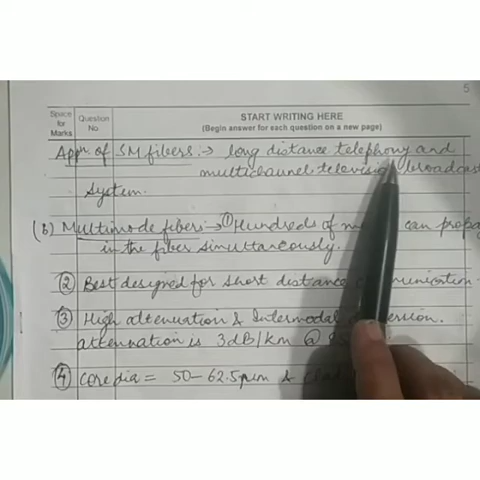 5
Space for Marks
Question No
START WRITING HERE
(Begin answer for each question on a new page)
Appn. of SM fibers :→ long distance telephony and
multichannel television broadcast
System.
(b) Multimode fibers → ① Hundreds of can
in the fiber simultaneously.
② Best designed for short distance
③ High attenuation & Intermodal
attenuation is 3dB/km @
④ core dia = 50 – 62.5μm &